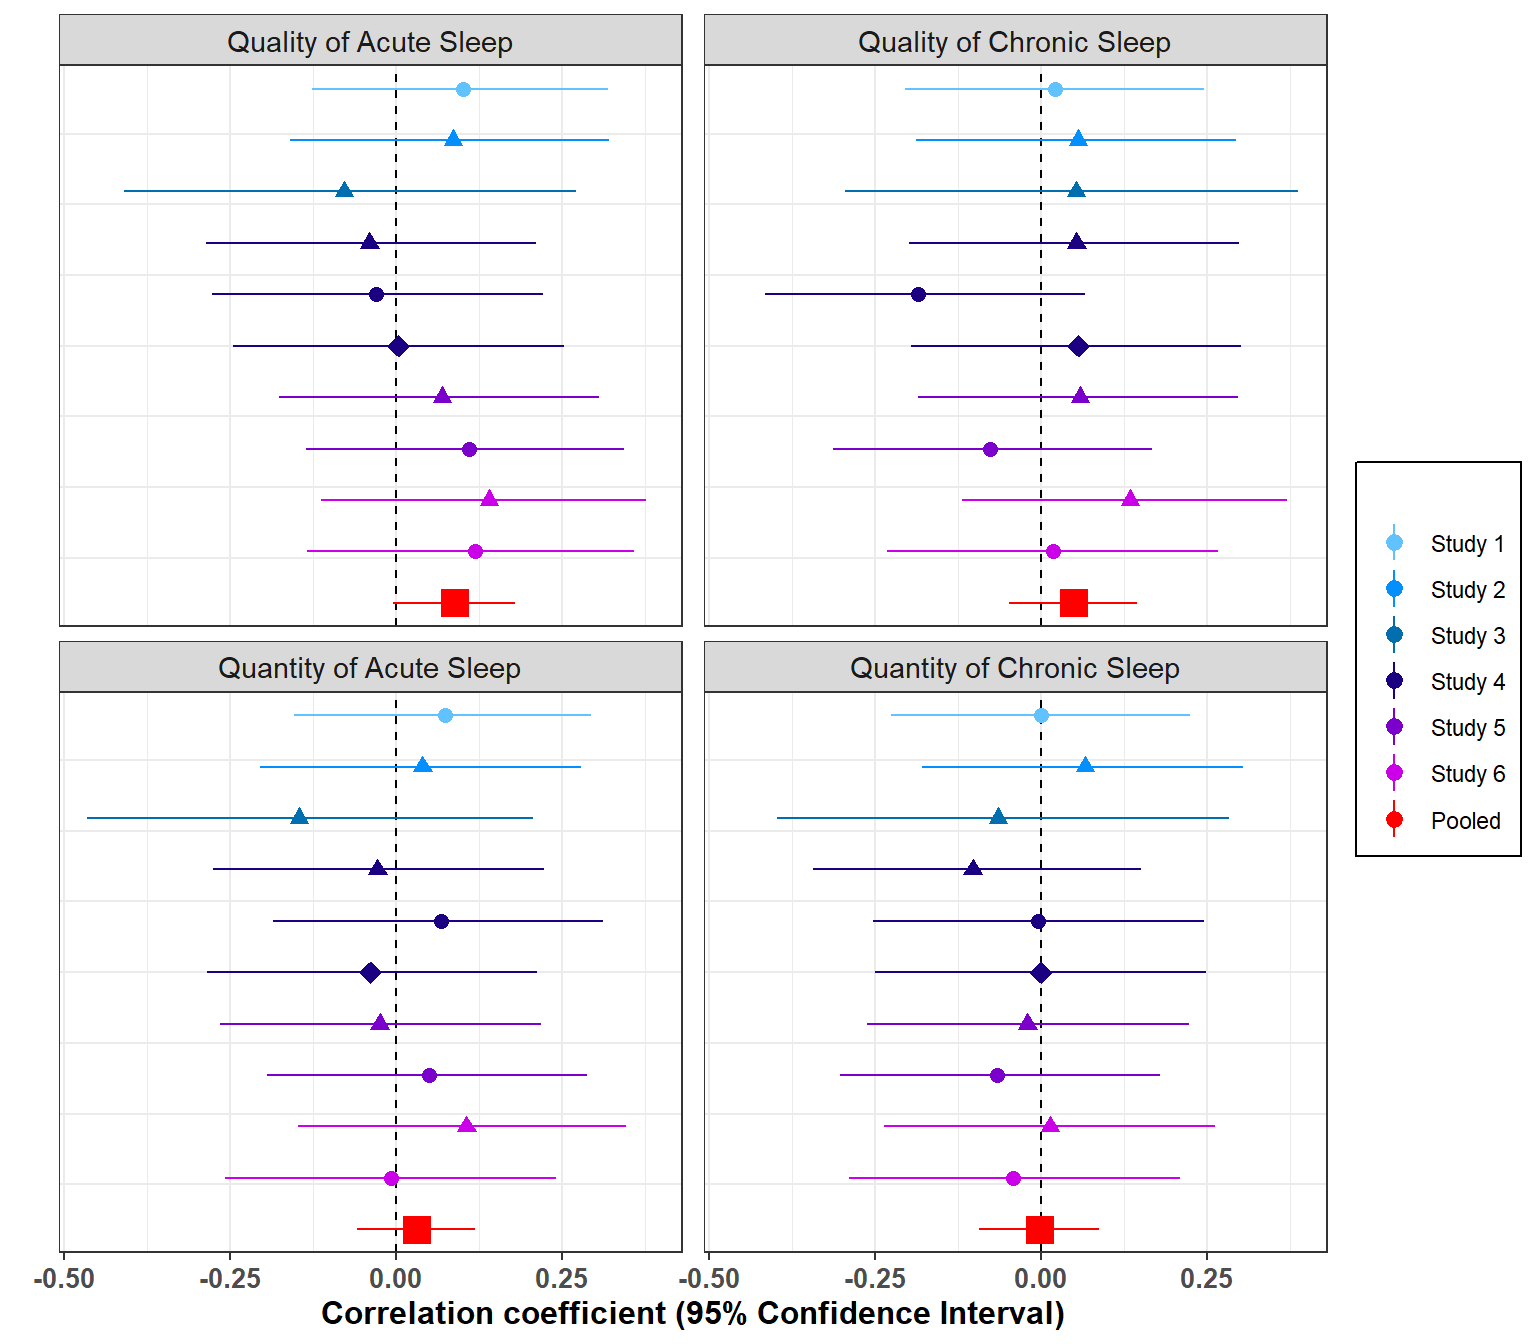 Quality of Acute Sleep
Quality of Chronic Sleep
Quantity of Acute Sleep
Quantity of Chronic Sleep
Study 1
Study 2
Study 3
Study 4
Study 5
Study 6
Pooled
-0.50 -0.25 0.00 0.25 -0.50 -0.25 0.00 0.25
Correlation coefficient (95% Confidence Interval)